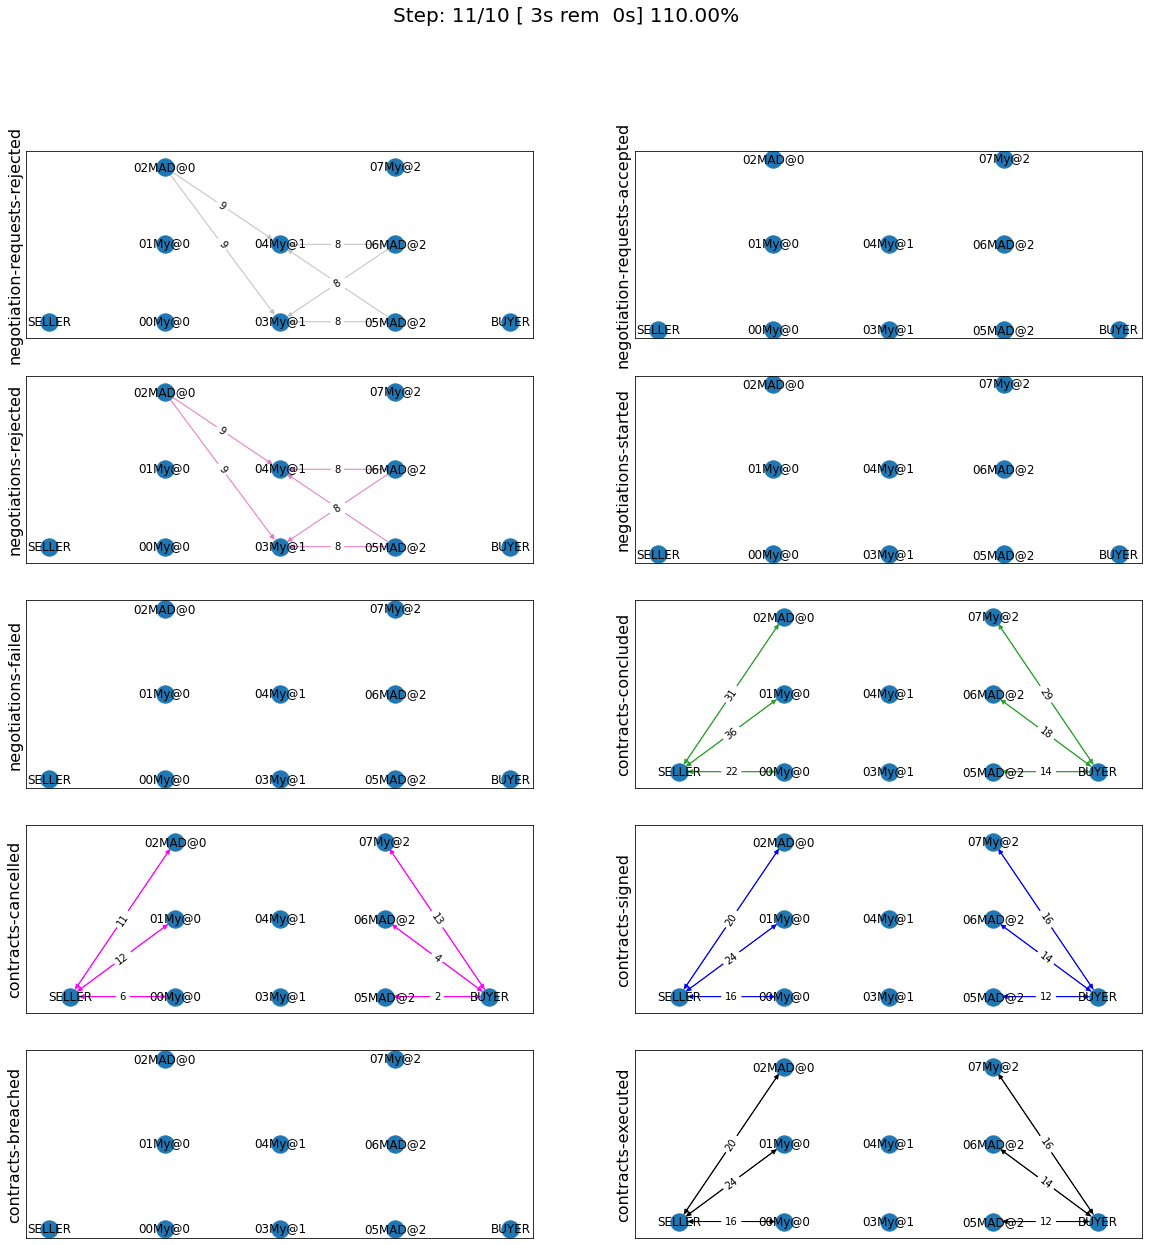 Step: 11/10 [ 3s rem  0s] 110.00%
negotiation-requests-rejected
02MAD@0
07My@2
9
01My@0
04My@1
8
06MAD@2
9
8
SELLER
00My@0
03My@1
8
05MAD@2
BUYER
negotiation-requests-accepted
02MAD@0
07My@2
01My@0
04My@1
06MAD@2
SELLER
00My@0
03My@1
05MAD@2
BUYER
negotiations-rejected
02MAD@0
07My@2
9
01My@0
04My@1
8
06MAD@2
9
8
SELLER
00My@0
03My@1
8
05MAD@2
BUYER
negotiations-started
02MAD@0
07My@2
01My@0
04My@1
06MAD@2
SELLER
00My@0
03My@1
05MAD@2
BUYER
negotiations-failed
02MAD@0
07My@2
01My@0
04My@1
06MAD@2
SELLER
00My@0
03My@1
05MAD@2
BUYER
contracts-concluded
02MAD@0
07My@2
31
01My@0
04My@1
06MAD@2
29
36
18
SELLER
22
00My@0
03My@1
05MAD@2
14
BUYER
contracts-cancelled
02MAD@0
07My@2
11
01My@0
04My@1
06MAD@2
13
12
4
SELLER
6
00My@0
03My@1
05MAD@2
2
BUYER
contracts-signed
02MAD@0
07My@2
20
01My@0
04My@1
06MAD@2
16
24
14
SELLER
16
00My@0
03My@1
05MAD@2
12
BUYER
contracts-breached
02MAD@0
07My@2
01My@0
04My@1
06MAD@2
SELLER
00My@0
03My@1
05MAD@2
BUYER
contracts-executed
02MAD@0
07My@2
20
01My@0
04My@1
06MAD@2
16
24
14
SELLER
16
00My@0
03My@1
05MAD@2
12
BUYER